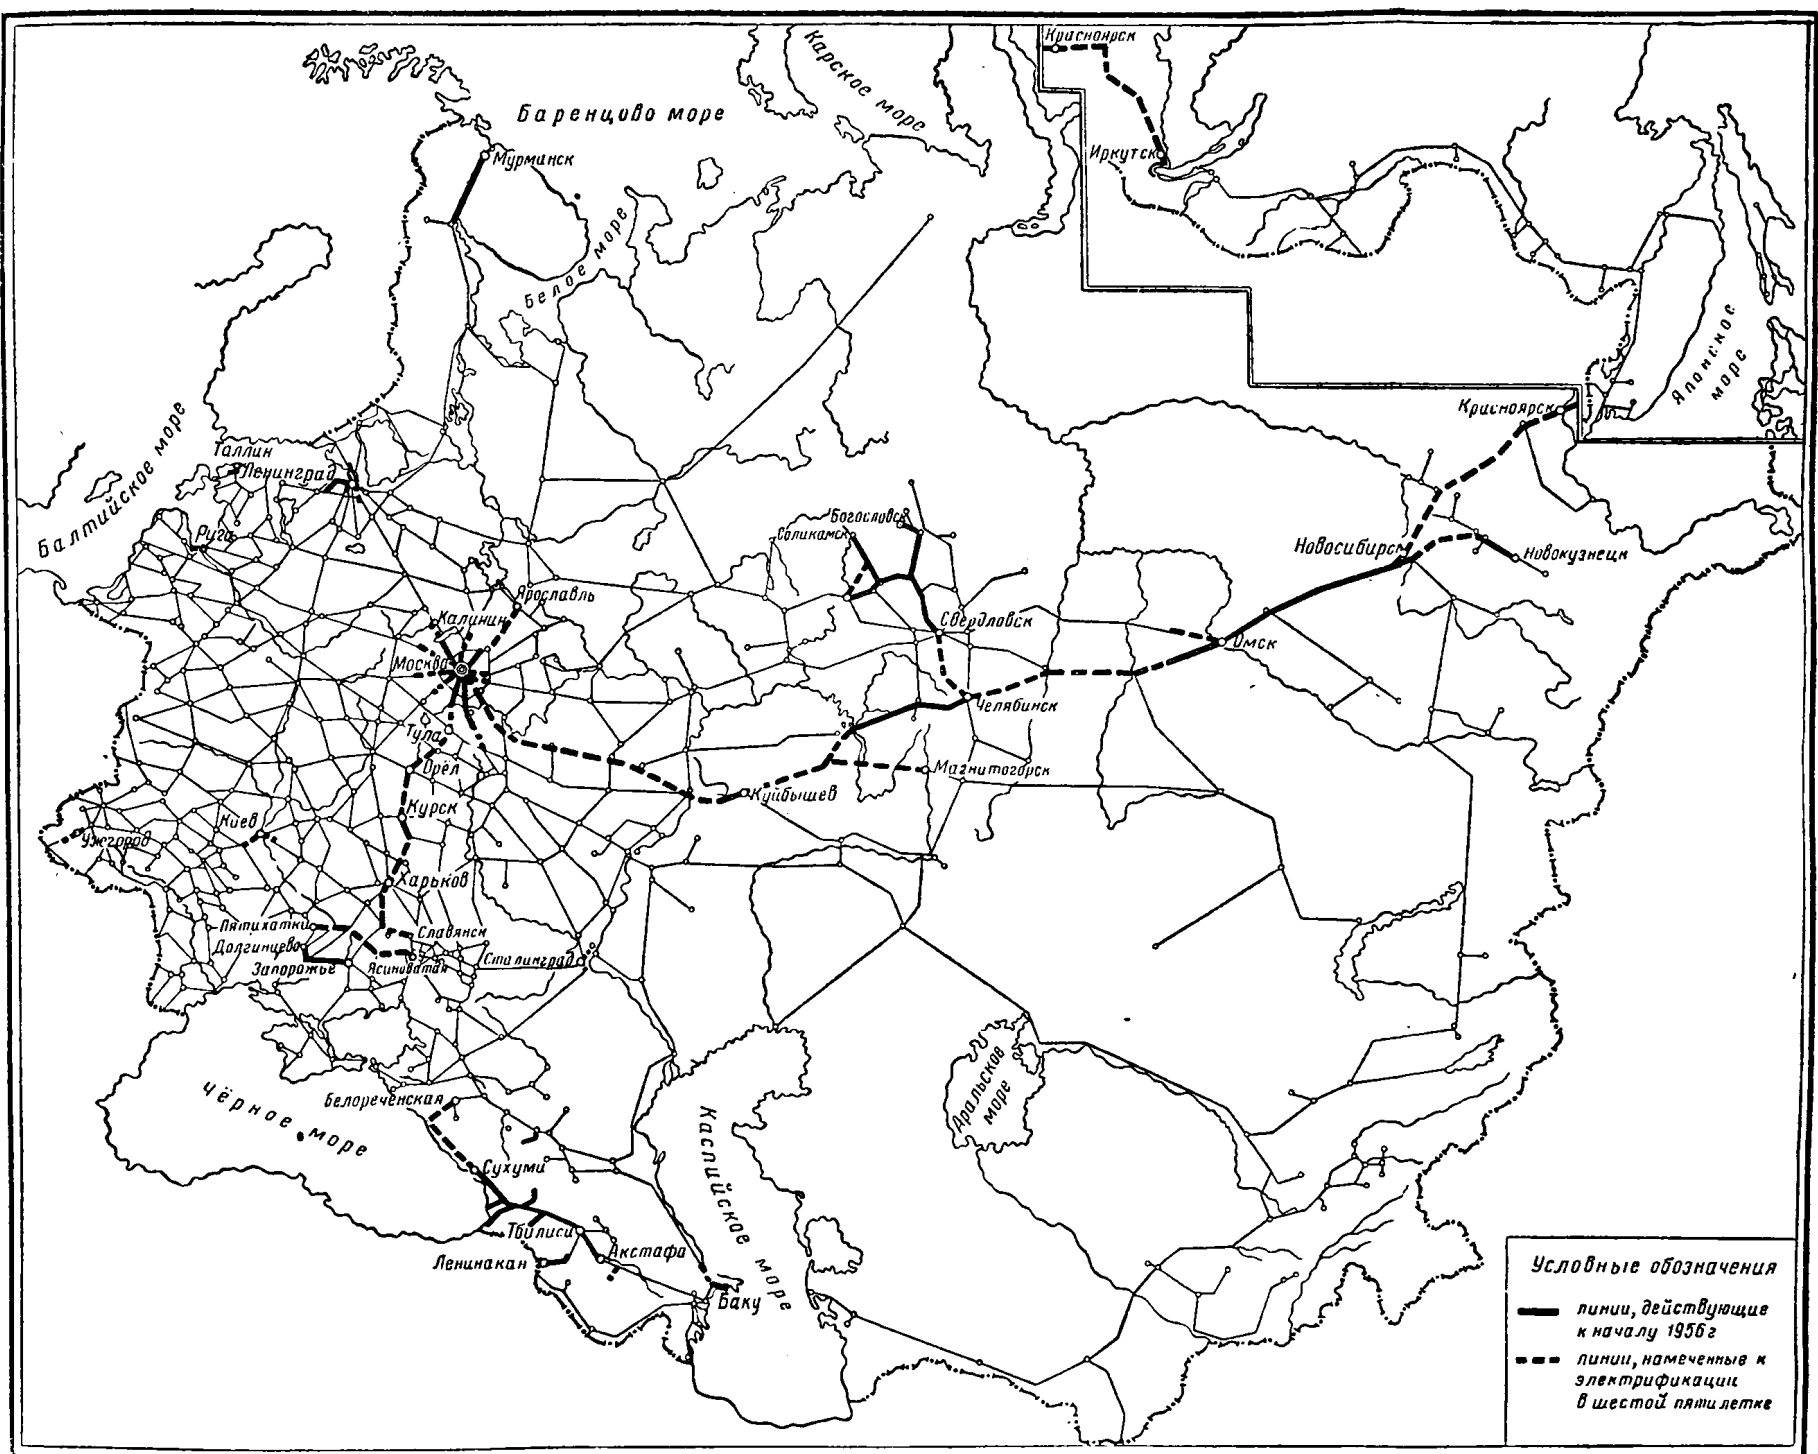 Карское море
Красноярск
Баренцово море
Мурманск
Иркутск
Белое море
Японское
море
Красноярск
Балтийское море
Таллин
Ленинград
Рига
Богословск
Соликамск
Новосибирск
Новокузнецк
Ярославль
Калинин
Свердловск
Омск
Москва
Челябинск
Тула
Орёл
Магнитогорск
Куйбышев
Курск
Киев
Ужгород
Харьков
Пятихатки
Славянск
Долгинцево
Запорожье
Ясиноватая
Сталинград
Аральское
море
Белореченская
Чёрное море
Каспийское море
Сухуми
Тбилиси
Акстафа
Ленинакан
Баку
Условные обозначения
линии, действующие
к началу 1956г
линии, намеченные к
электрификации
в шестой пятилетке